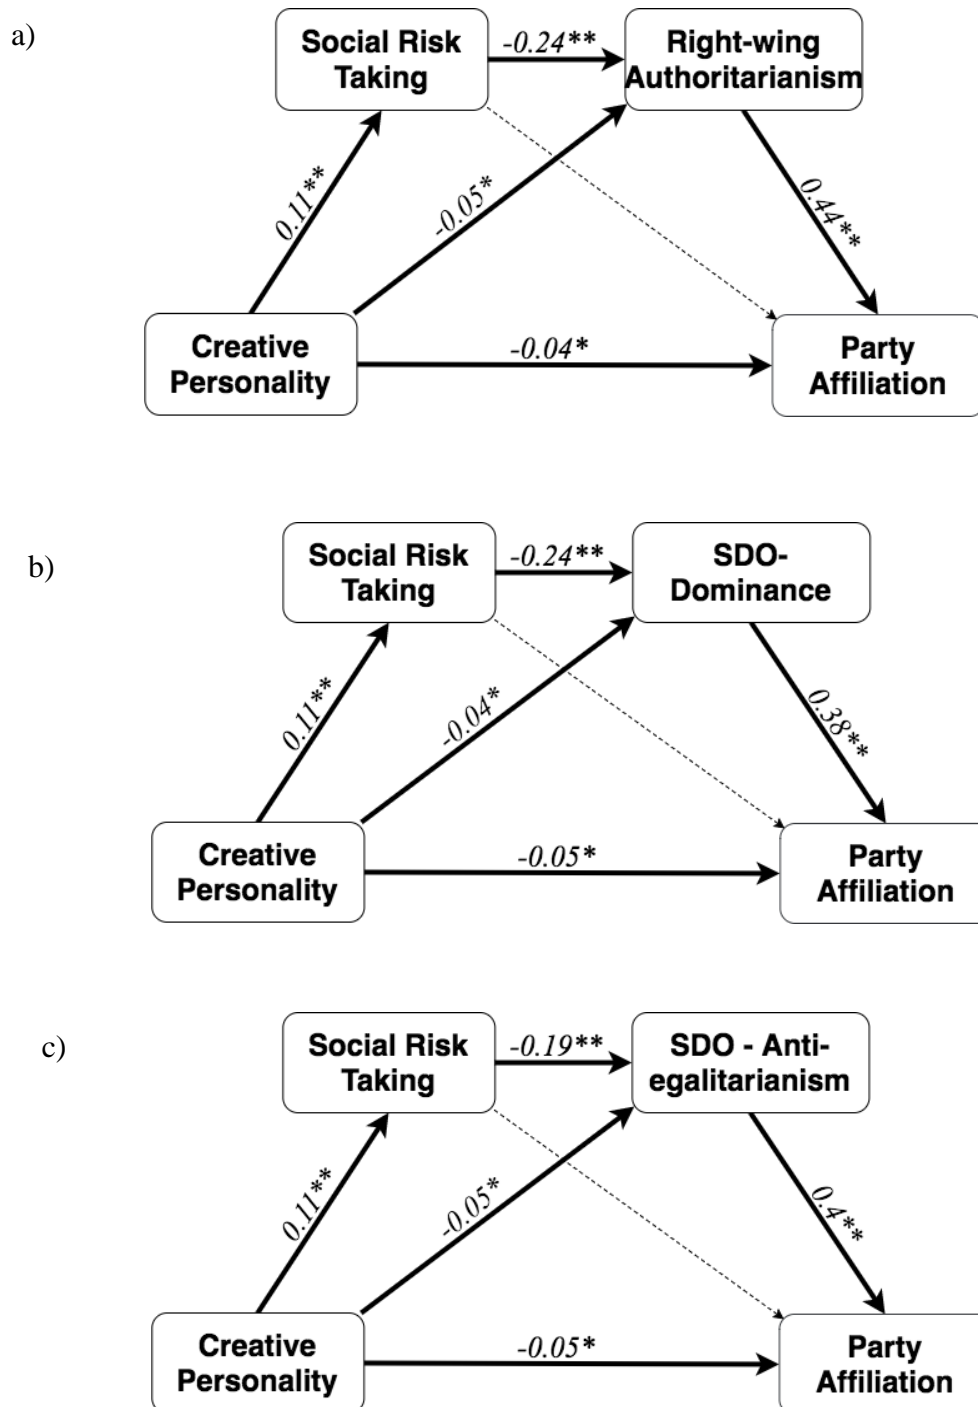 a)
Social Risk
Taking
-0.24**
Right-wing
Authoritarianism
0.11**
-0.05*
0.44**
Creative
Personality
-0.04*
Party
Affiliation
b)
Social Risk
Taking
-0.24**
SDO-
Dominance
0.11**
-0.04*
0.38**
Creative
Personality
-0.05*
Party
Affiliation
c)
Social Risk
Taking
-0.19**
SDO - Anti-
egalitarianism
0.11**
-0.05*
0.4**
Creative
Personality
-0.05*
Party
Affiliation